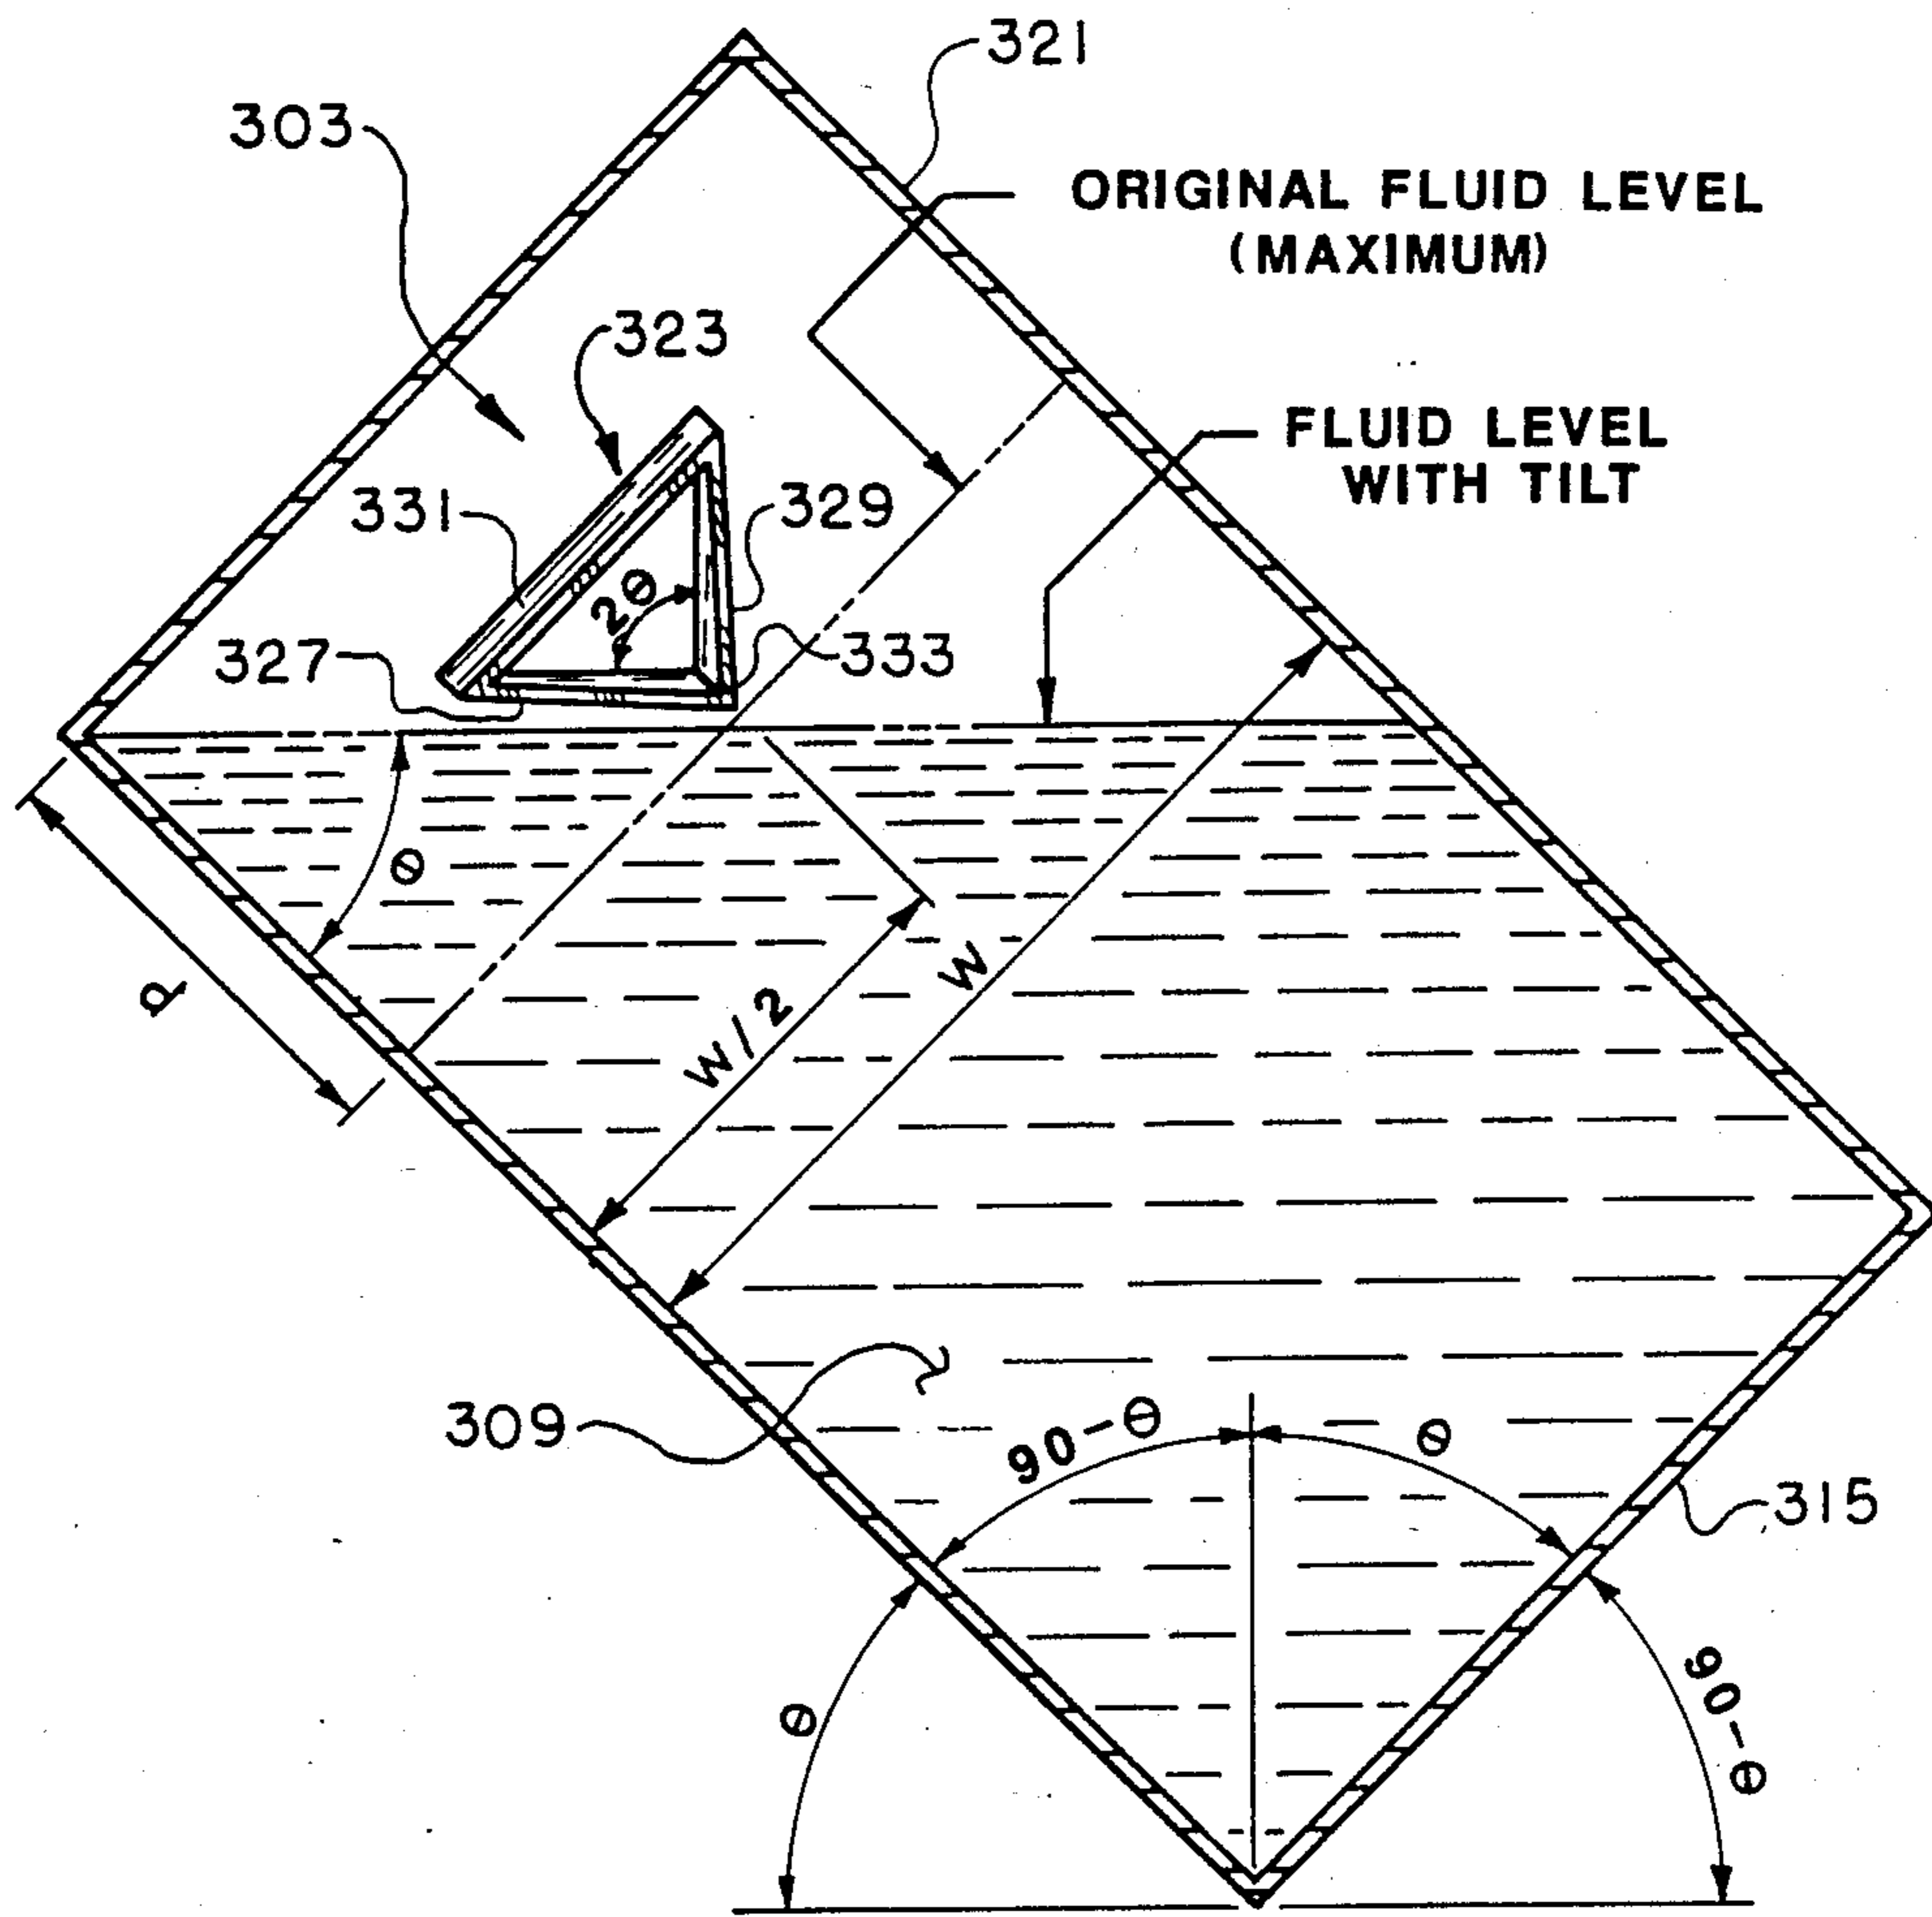 321
303
ORIGINAL FLUID LEVEL
(MAXIMUM)
323
FLUID LEVEL
WITH TILT
331
329
2θ
327
333
θ
d
W
W/2
309
90-θ
θ
315
θ
90-θ